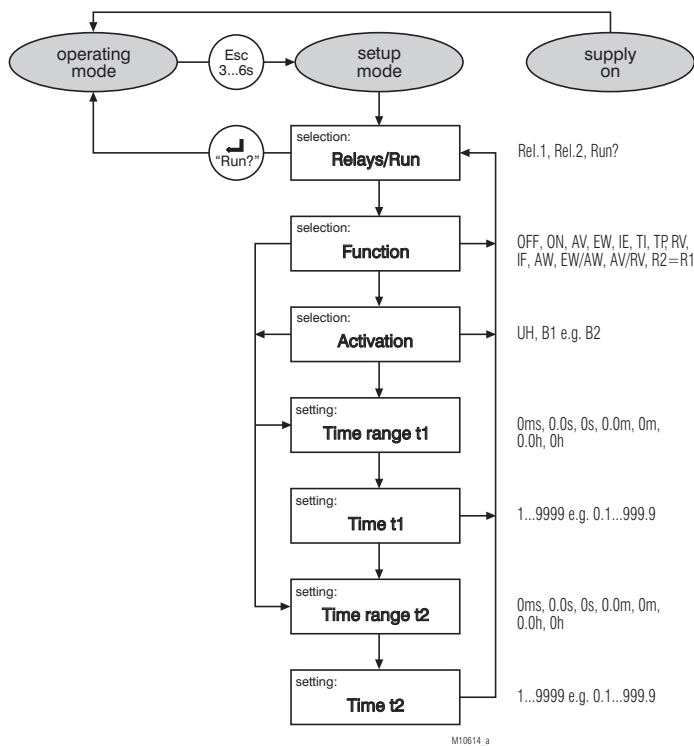 operating
mode
Esc
3...6s
setup
mode
supply
on
"Run?"
selection:
Relays/Run
Rel.1, Rel.2, Run?
selection:
Function
OFF, ON, AV, EW, IE, TI, TP, RV,
IF, AW, EW/AW, AV/RV, R2=R1
selection:
Activation
UH, B1 e.g. B2
setting:
Time range t1
0ms, 0.0s, 0s, 0.0m, 0m,
0.0h, 0h
setting:
Time t1
1...9999 e.g. 0.1...999.9
setting:
Time range t2
0ms, 0.0s, 0s, 0.0m, 0m,
0.0h, 0h
setting:
Time t2
1...9999 e.g. 0.1...999.9
M10614_a